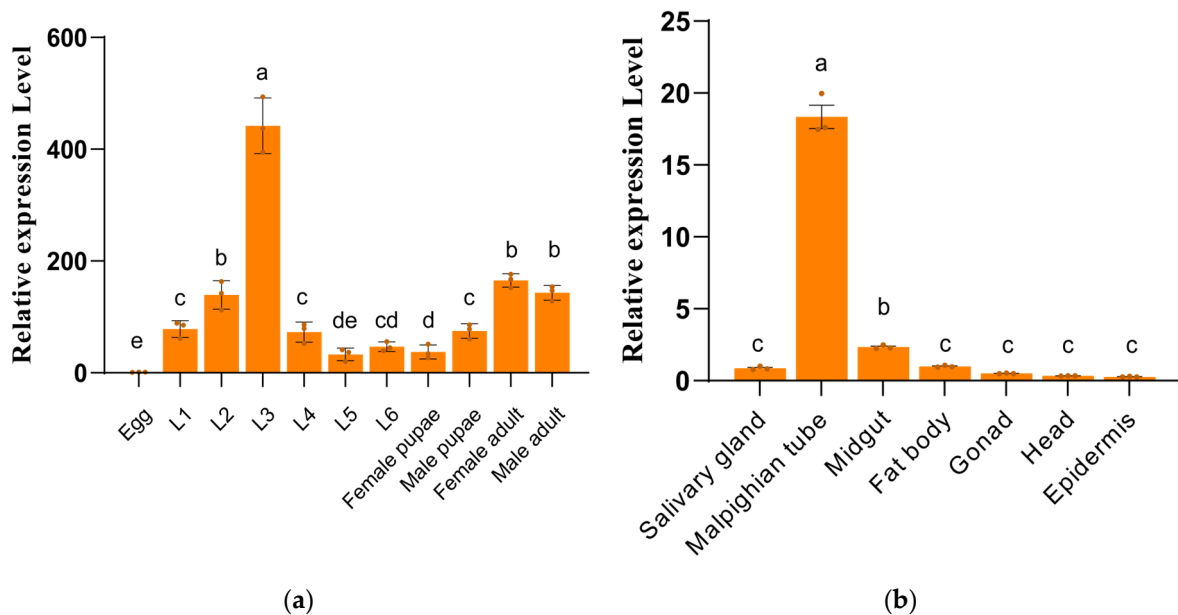 Relative expression Level
600
400
200
0
e
c
b
a
c
de
cd
d
c
b
b
Egg
L1
L2
L3
L4
L5
L6
Female pupae
Male pupae
Female adult
Male adult
(a)
Relative expression Level
25
20
15
10
5
0
c
a
b
c
c
c
c
Salivary gland
Malpighian tube
Midgut
Fat body
Gonad
Head
Epidermis
(b)